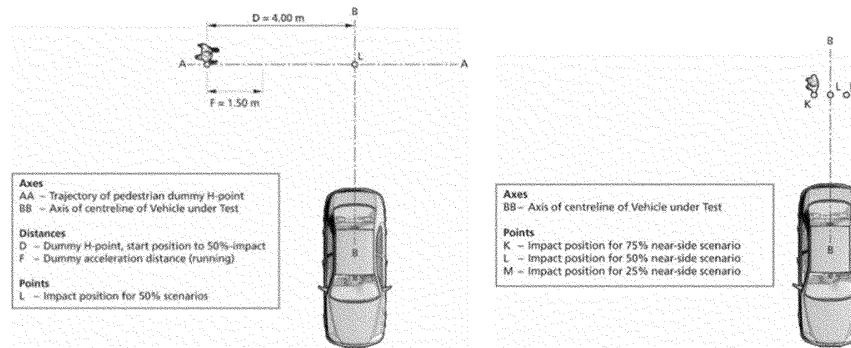 D = 4.00 m
B
A
L
A
F = 1.50 m
Axes
AA – Trajectory of pedestrian dummy H-point
BB – Axis of centreline of Vehicle under Test
Distances
D – Dummy H-point, start position to 50%-impact
F – Dummy acceleration distance (running)
Points
L – Impact position for 50% scenarios
B
B
K
L
Axes
BB – Axis of centreline of Vehicle under Test
Points
K – Impact position for 75% near-side scenario
L – Impact position for 50% near-side scenario
M – Impact position for 25% near-side scenario
B